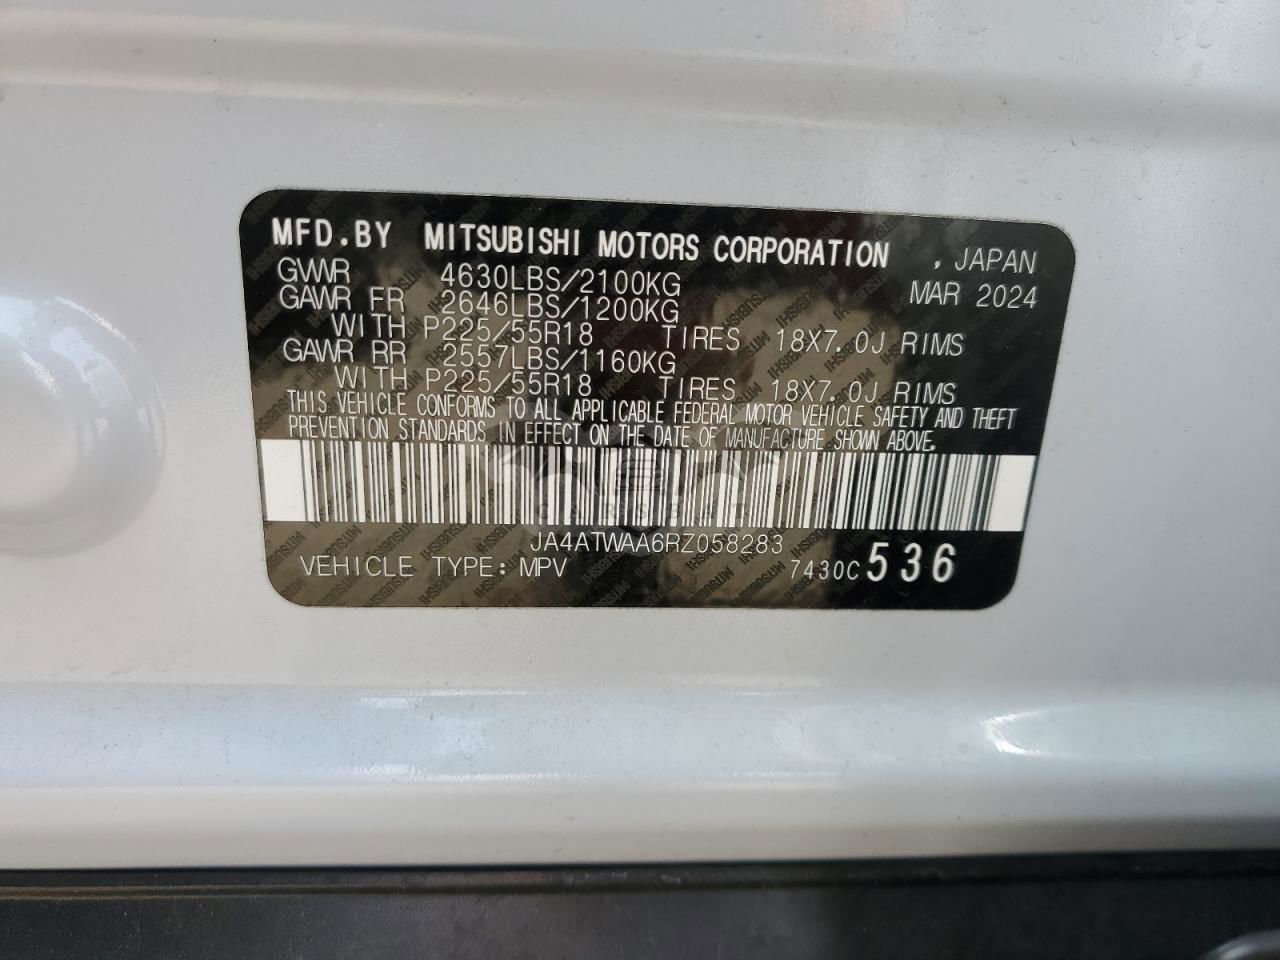 MFD.BY MITSUBISHI MOTORS CORPORATION , JAPAN
GVWR 4630LBS/2100KG MAR 2024
GAWR FR 2646LBS/1200KG
WITH P225/55R18 TIRES 18X7.0J RIMS
GAWR RR 2557LBS/1160KG
WITH P225/55R18 TIRES 18X7.0J RIMS
THIS VEHICLE CONFORMS TO ALL APPLICABLE FEDERAL MOTOR VEHICLE SAFETY AND THEFT
PREVENTION STANDARDS IN EFFECT ON THE DATE OF MANUFACTURE SHOWN ABOVE.
JA4ATWAA6RZ058283
VEHICLE TYPE: MPV 7430C 536